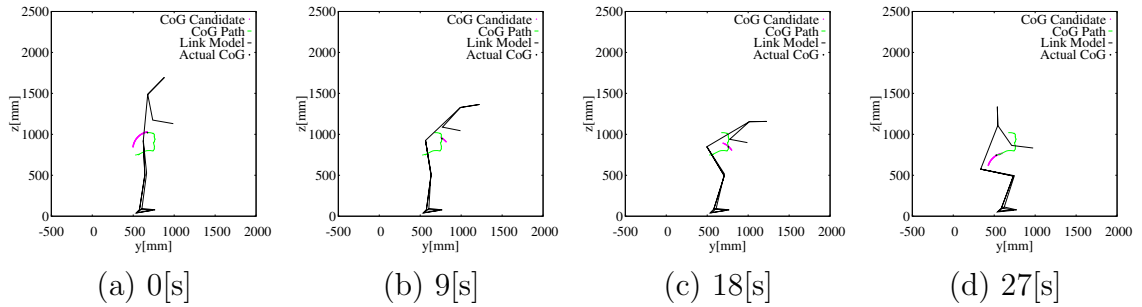 2500
2000
1500
1000
500
0
z[mm]
-500 0 500 1000 1500 2000
y[mm]
CoG Candidate
CoG Path
Link Model
Actual CoG
(a) 0[s]
2500
2000
1500
1000
500
0
z[mm]
-500 0 500 1000 1500 2000
y[mm]
CoG Candidate
CoG Path
Link Model
Actual CoG
(b) 9[s]
2500
2000
1500
1000
500
0
z[mm]
-500 0 500 1000 1500 2000
y[mm]
CoG Candidate
CoG Path
Link Model
Actual CoG
(c) 18[s]
2500
2000
1500
1000
500
0
z[mm]
-500 0 500 1000 1500 2000
y[mm]
CoG Candidate
CoG Path
Link Model
Actual CoG
(d) 27[s]